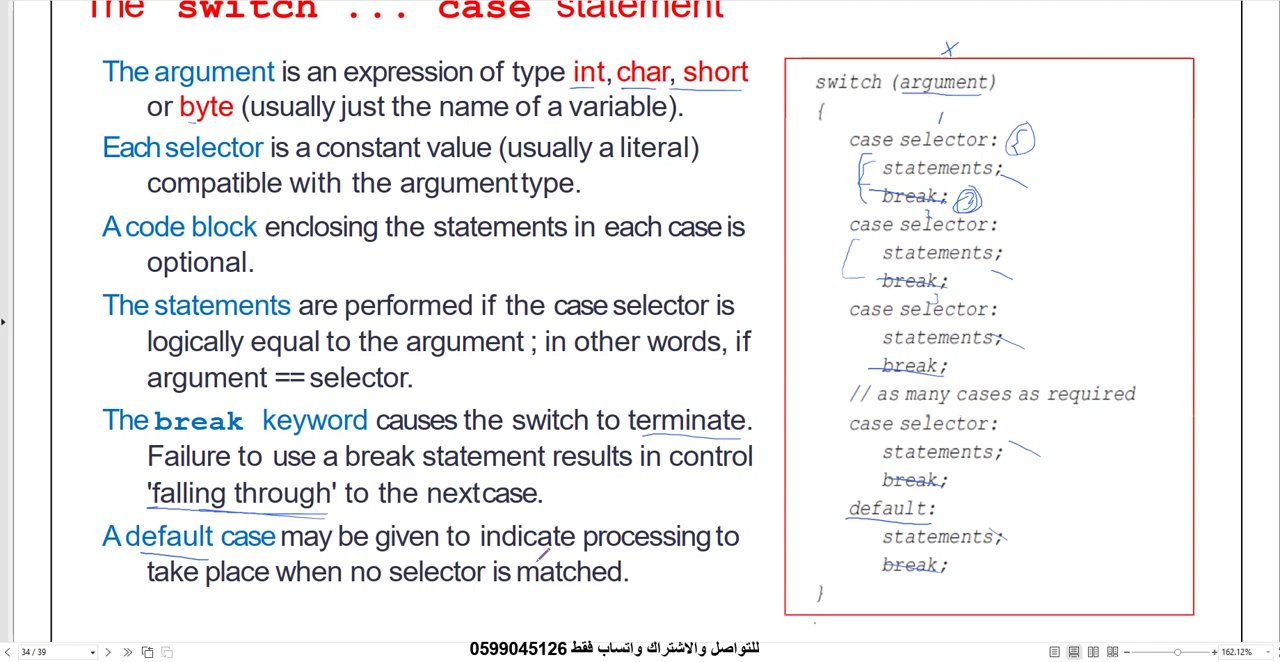 The switch ... case statement
The argument is an expression of type int, char, short
or byte (usually just the name of a variable).
Each selector is a constant value (usually a literal)
compatible with the argument type.
A code block enclosing the statements in each case is
optional.
The statements are performed if the case selector is
logically equal to the argument ; in other words, if
argument == selector.
The break keyword causes the switch to terminate.
Failure to use a break statement results in control
'falling through' to the next case.
A default case may be given to indicate processing to
take place when no selector is matched.
x
switch (argument)
{
1
case selector: {
statements;
break;
case selector:
statements;
break;
3
case selector:
statements;
break;
// as many cases as required
case selector:
statements;
break;
default:
statements;
break;
}
34 / 39
للتواصل والاشتراك واتساب فقط 0599045126
162.12%